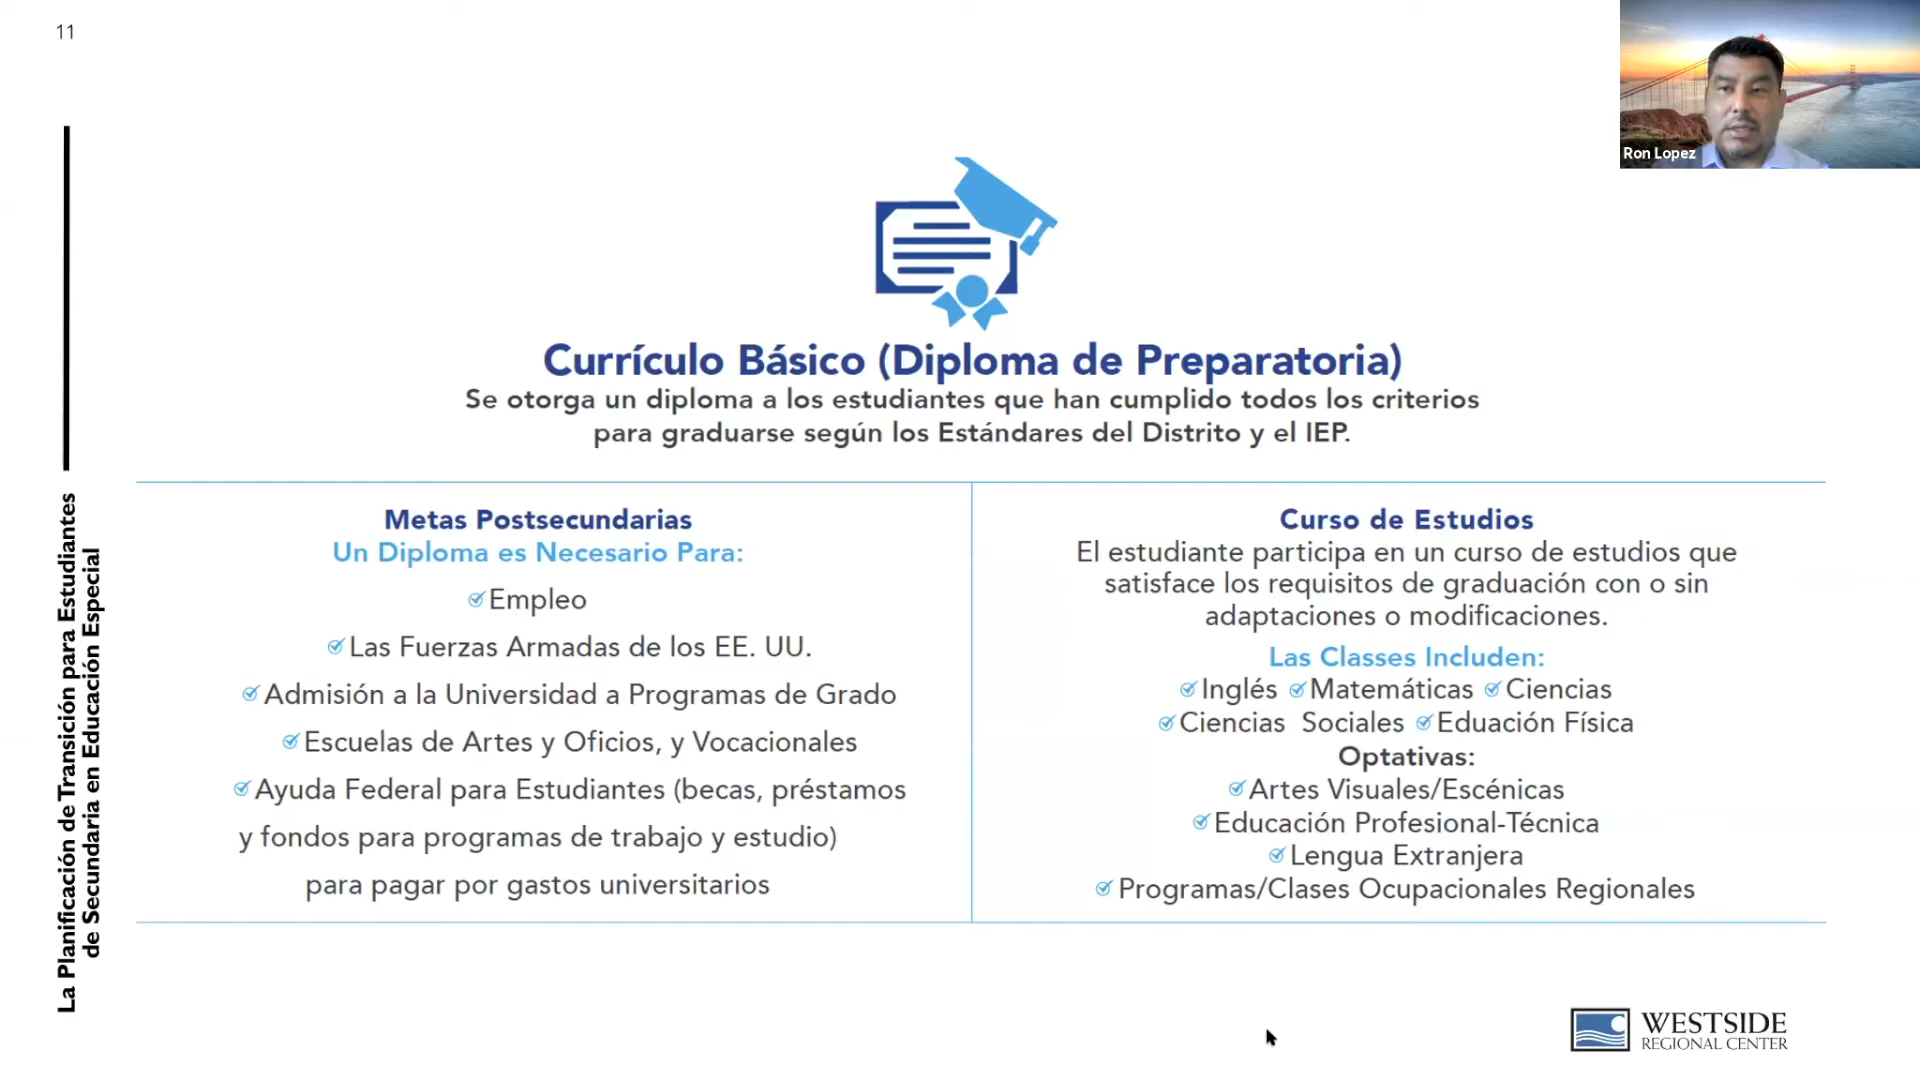 11
Ron Lopez
La Planificación de Transición para Estudiantes
de Secundaria en Educación Especial
Currículo Básico (Diploma de Preparatoria)
Se otorga un diploma a los estudiantes que han cumplido todos los criterios
para graduarse según los Estándares del Distrito y el IEP.
Metas Postsecundarias
Un Diploma es Necesario Para:
Empleo
Las Fuerzas Armadas de los EE. UU.
Admisión a la Universidad a Programas de Grado
Escuelas de Artes y Oficios, y Vocacionales
Ayuda Federal para Estudiantes (becas, préstamos
y fondos para programas de trabajo y estudio)
para pagar por gastos universitarios
Curso de Estudios
El estudiante participa en un curso de estudios que
satisface los requisitos de graduación con o sin
adaptaciones o modificaciones.
Las Classes Includen:
Inglés Matemáticas Ciencias
Ciencias Sociales Eduación Física
Optativas:
Artes Visuales/Escénicas
Educación Profesional-Técnica
Lengua Extranjera
Programas/Clases Ocupacionales Regionales
WESTSIDE
REGIONAL CENTER